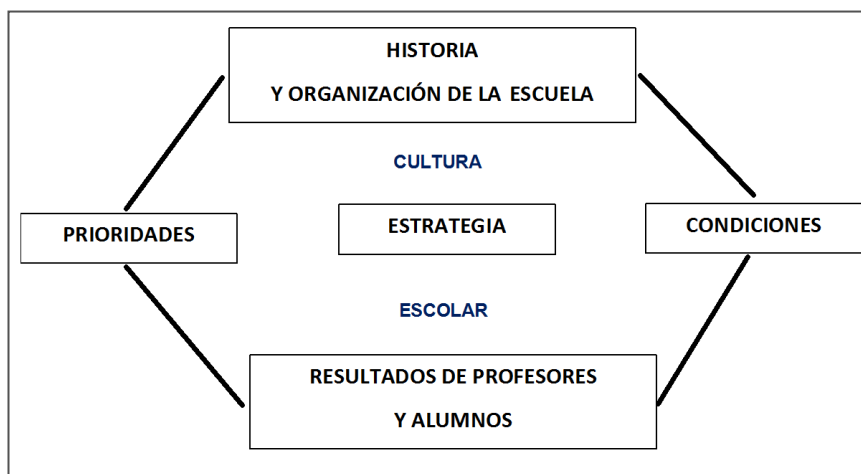 HISTORIA
Y ORGANIZACIÓN DE LA ESCUELA
CULTURA
PRIORIDADES
ESTRATEGIA
CONDICIONES
ESCOLAR
RESULTADOS DE PROFESORES
Y ALUMNOS